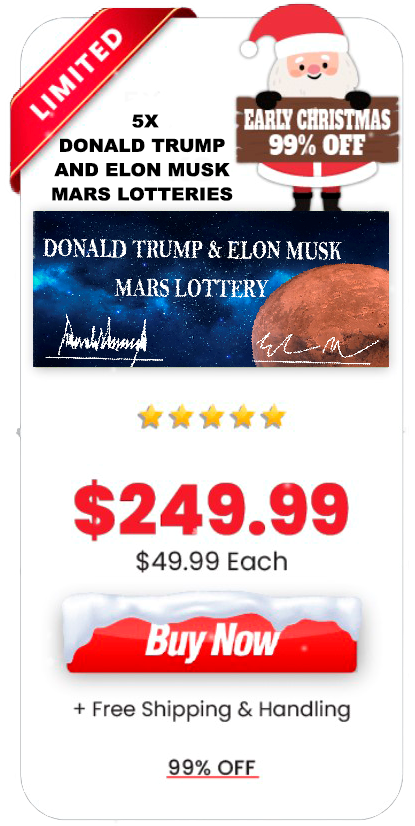 LIMITED
EARLY CHRISTMAS
99% OFF
5X
DONALD TRUMP
AND ELON MUSK
MARS LOTTERIES
DONALD TRUMP & ELON MUSK
MARS LOTTERY
$249.99
$49.99 Each
Buy Now
+ Free Shipping & Handling
99% OFF